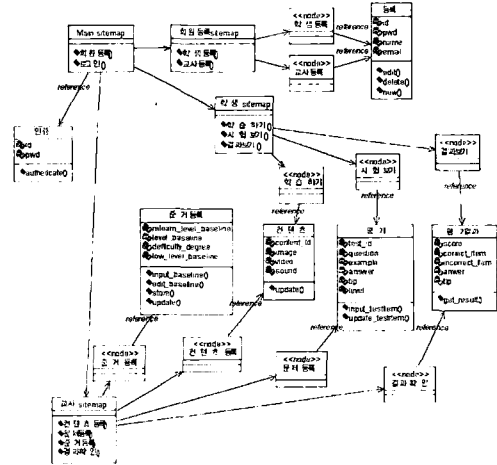 Main sitemap
회원 등록()
로그인()
회원 등록 sitemap
학생 등록()
교사 등록()
<<node>>
학생 등록
<<node>>
교사 등록
reference
reference
등록
id
pwd
name
email
edit()
delete()
new()
reference
인증
id
pwd
autheticate()
학생 sitemap
학습 하기()
시험 보기()
결과보기()
<<node>>
학습 하기
<<node>>
시험 보기
<<node>>
결과보기
reference
reference
reference
준거등록
relearn_level_baseline
level_baseline
defficulty_degree
low_level_baseline
input_baseline()
edit_baseline()
update()
컨텐츠
content_id
image
video
sound
update()
test_id
question
example
answer
tip
level
input_testitem()
update_testitem()
평가결과
score
correct_item
incorrect_item
anwer
tip
get_result()
reference
reference
reference
reference
<<node>>
준거 등록
<<node>>
컨텐츠 등록
<<node>>
문제 등록
<<node>>
결과확인
교사 sitemap
컨텐츠 등록()
문제등록()
준거등록()
결과확인()